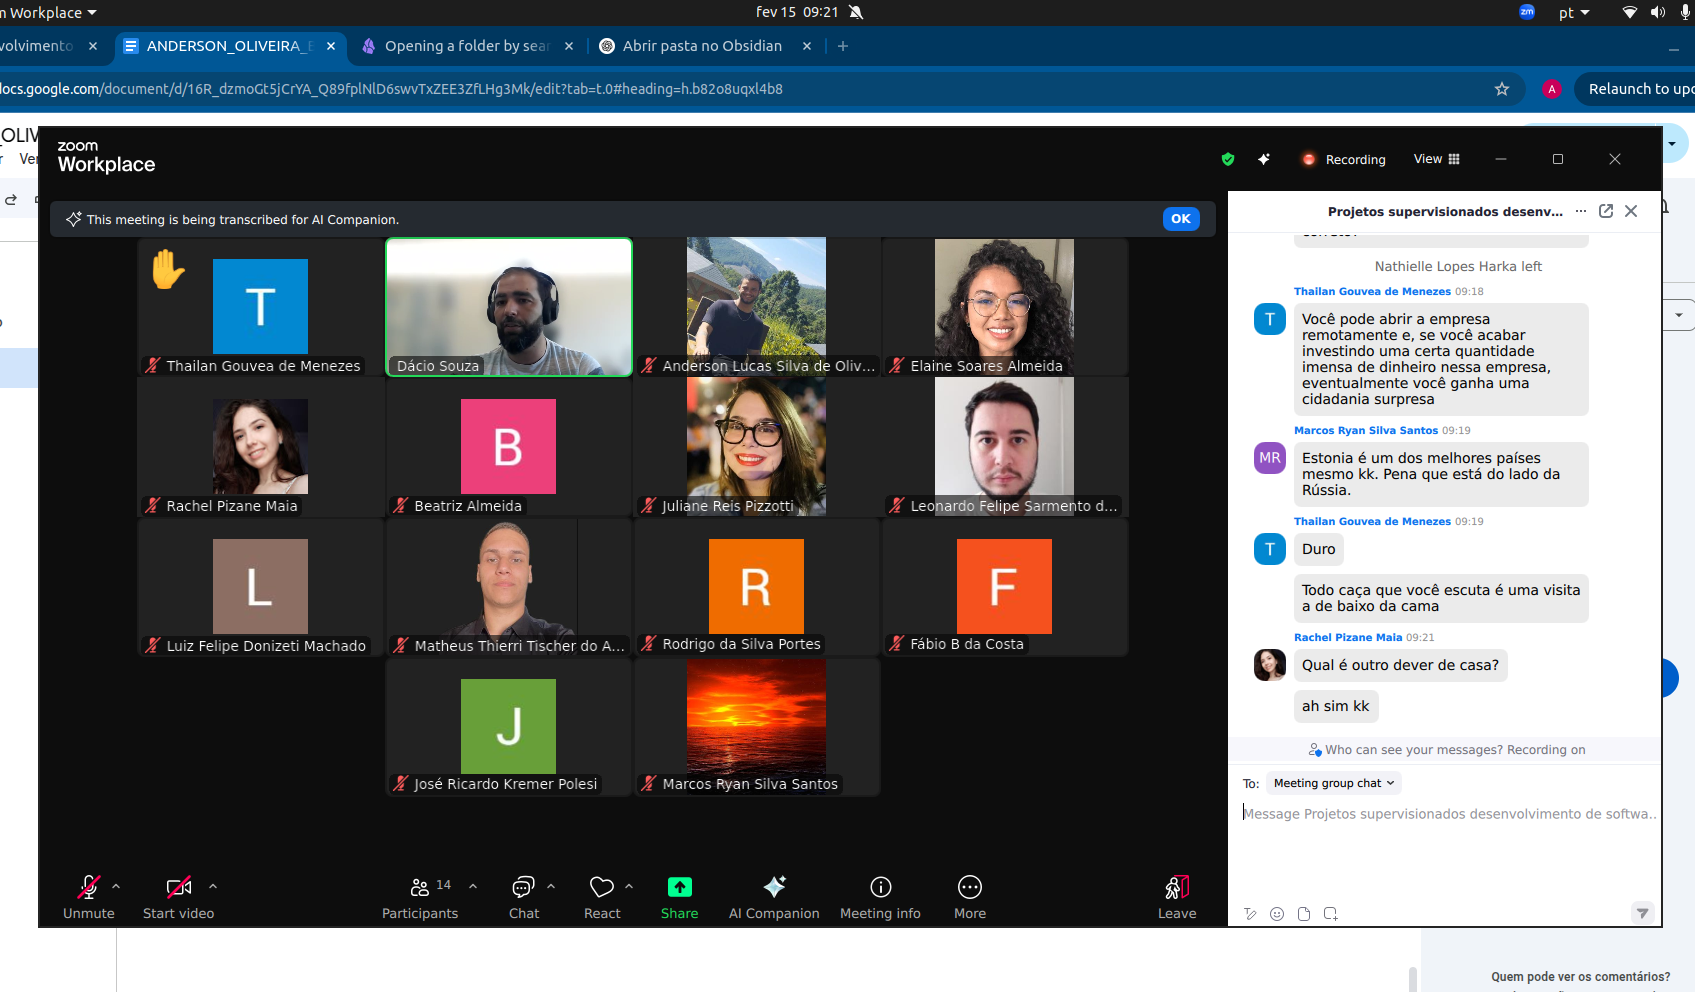 m Workplace
fev 15 09:21
zm
pt
volvimento
ANDERSON_OLIVEIRA_E
Opening a folder by sear
Abrir pasta no Obsidian
docs.google.com/document/d/16R_dzmoGt5jCrYA_Q89fplNlD6swvTxZEE3ZfLHg3Mk/edit?tab=t.0#heading=h.b82o8uqxl4b8
A
Relaunch to upd
_OLIV
r Ver
zoom
Workplace
Recording
View
This meeting is being transcribed for AI Companion.
OK
T
Thailan Gouvea de Menezes
Dácio Souza
Anderson Lucas Silva de Oliv...
Elaine Soares Almeida
Rachel Pizane Maia
B
Beatriz Almeida
Juliane Reis Pizzotti
Leonardo Felipe Sarmento d...
L
Luiz Felipe Donizeti Machado
Matheus Thierri Tischer do A...
R
Rodrigo da Silva Portes
F
Fábio B da Costa
J
José Ricardo Kremer Polesi
Marcos Ryan Silva Santos
Unmute
Start video
14
Participants
Chat
React
Share
AI Companion
Meeting info
More
Leave
Projetos supervisionados desenv...
Nathielle Lopes Harka left
Thailan Gouvea de Menezes 09:18
T
Você pode abrir a empresa
remotamente e, se você acabar
investindo uma certa quantidade
imensa de dinheiro nessa empresa,
eventualmente você ganha uma
cidadania surpresa
Marcos Ryan Silva Santos 09:19
MR
Estonia é um dos melhores países
mesmo kk. Pena que está do lado da
Rússia.
Thailan Gouvea de Menezes 09:19
T
Duro
Todo caça que você escuta é uma visita
a de baixo da cama
Rachel Pizane Maia 09:21
Qual é outro dever de casa?
ah sim kk
Who can see your messages? Recording on
To: Meeting group chat
Message Projetos supervisionados desenvolvimento de softwa..
Quem pode ver os comentários?